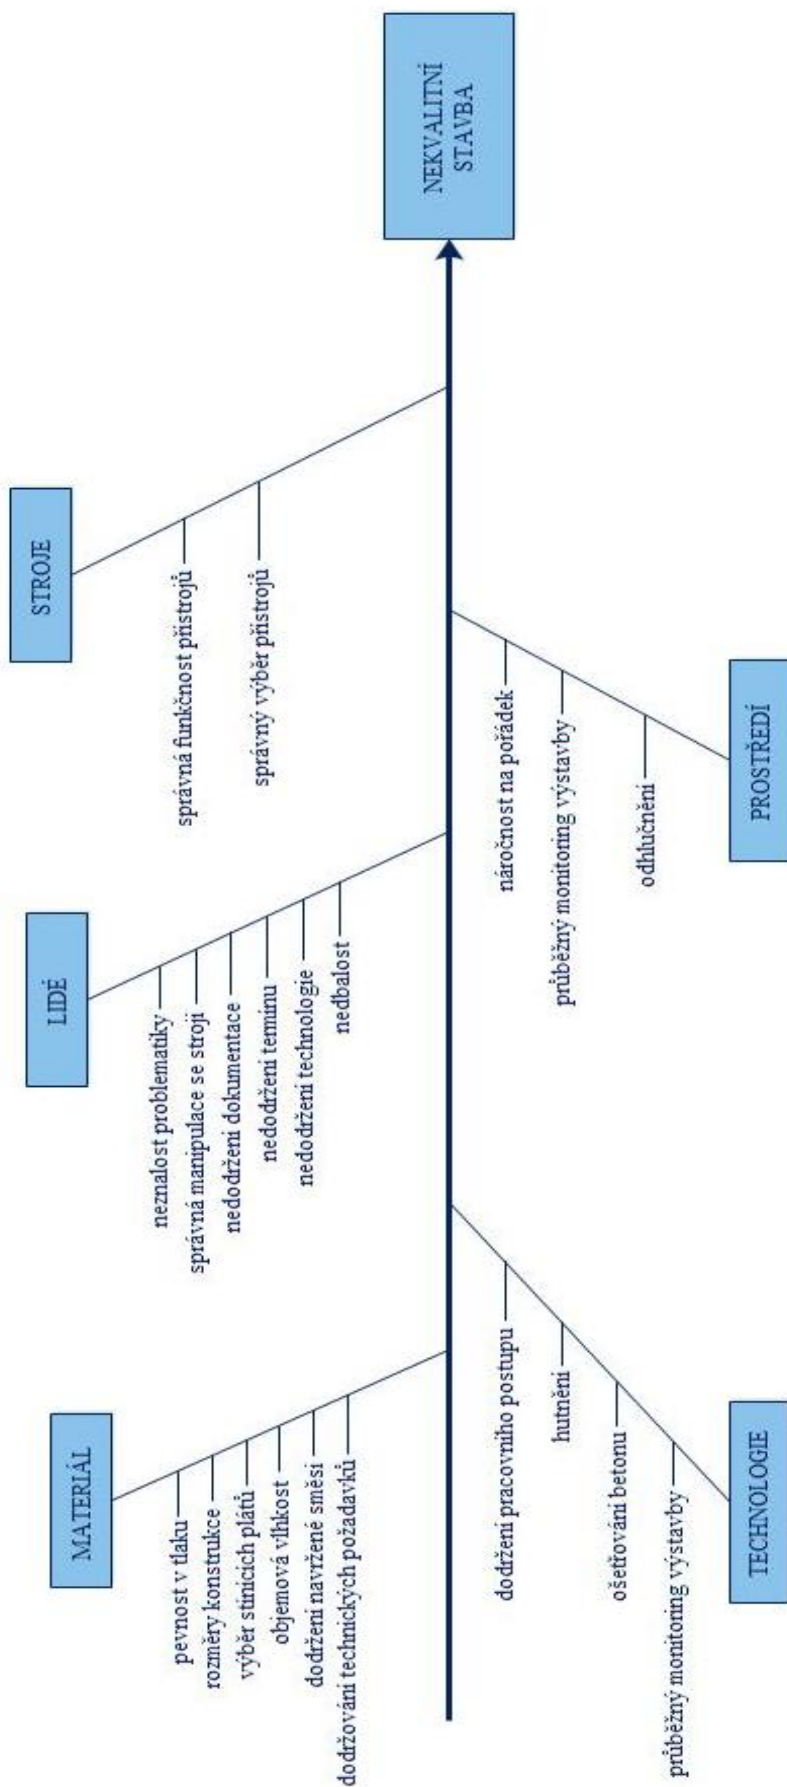 MATERIÁL
pevnost v tlaku
rozměry konstrukce
výběr stínicích plátů
objemová vlhkost
dodržení navržené směsi
dodržování technických požadavků
LIDÉ
neznalost problematiky
správná manipulace se stroji
nedodržení dokumentace
nedodržení termínu
nedodržení technologie
nedbalost
STROJE
správná funkčnost přístrojů
správný výběr přístrojů
NEKVALITNÍ
STAVBA
TECHNOLOGIE
dodržení pracovního postupu
hutnění
ošetřování betonu
průběžný monitoring výstavby
PROSTŘEDÍ
náročnost na pořádek
průběžný monitoring výstavby
odhlučnění